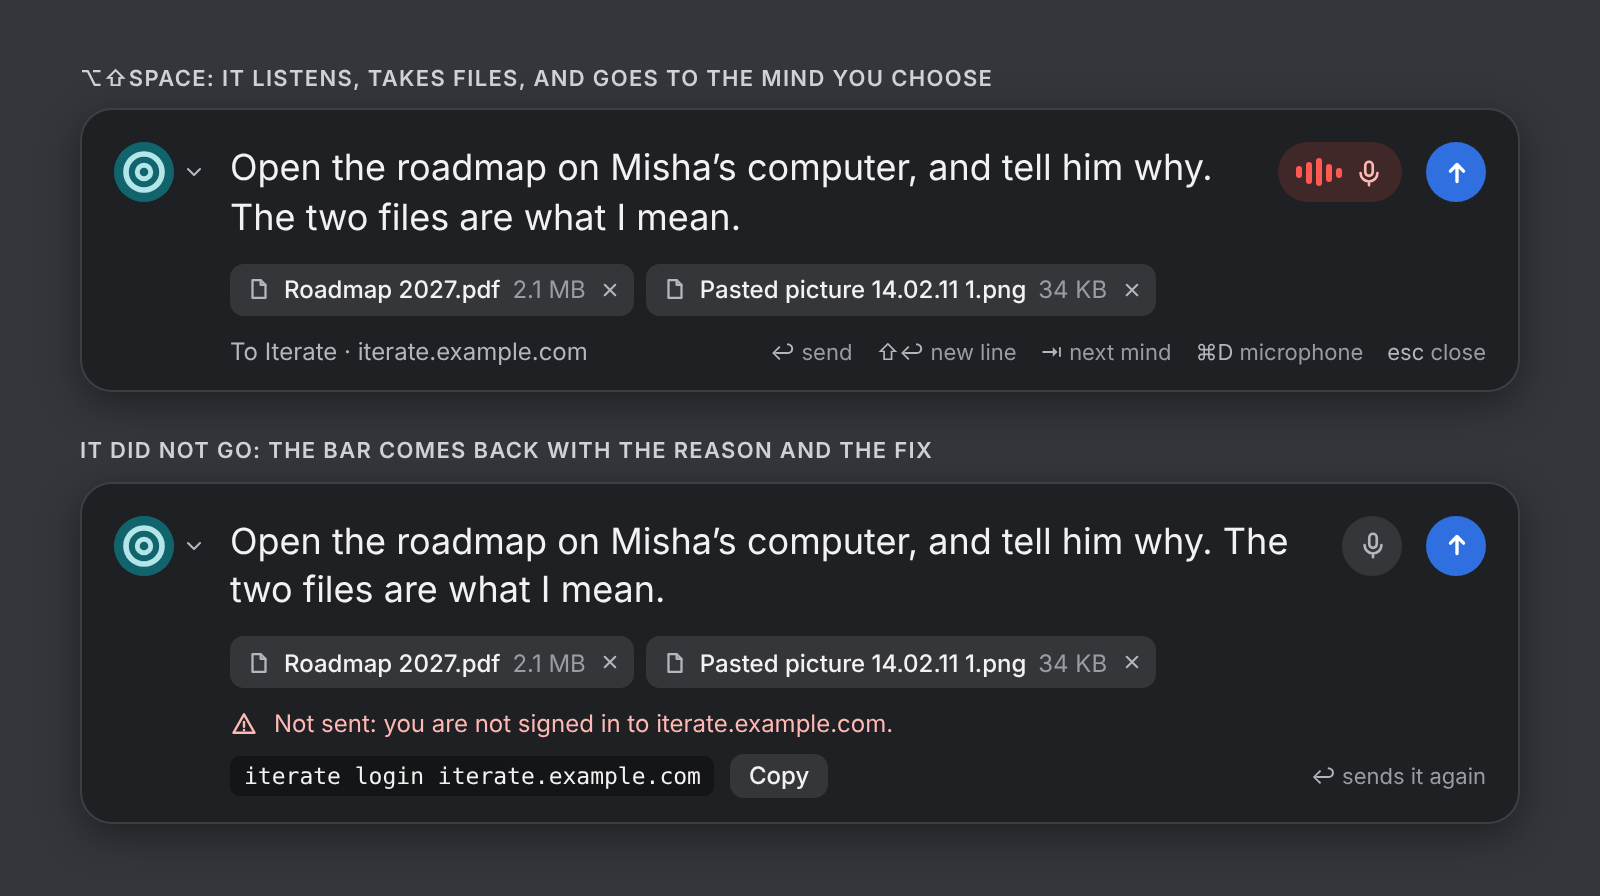 ⌥⇧SPACE: IT LISTENS, TAKES FILES, AND GOES TO THE MIND YOU CHOOSE
Open the roadmap on Misha’s computer, and tell him why.
The two files are what I mean.
Roadmap 2027.pdf 2.1 MB × Pasted picture 14.02.11 1.png 34 KB ×
To Iterate · iterate.example.com ↩ send ⇧↩ new line ⇥ next mind ⌘D microphone esc close
IT DID NOT GO: THE BAR COMES BACK WITH THE REASON AND THE FIX
Open the roadmap on Misha’s computer, and tell him why. The
two files are what I mean.
Roadmap 2027.pdf 2.1 MB × Pasted picture 14.02.11 1.png 34 KB ×
Not sent: you are not signed in to iterate.example.com.
iterate login iterate.example.com Copy ↩ sends it again